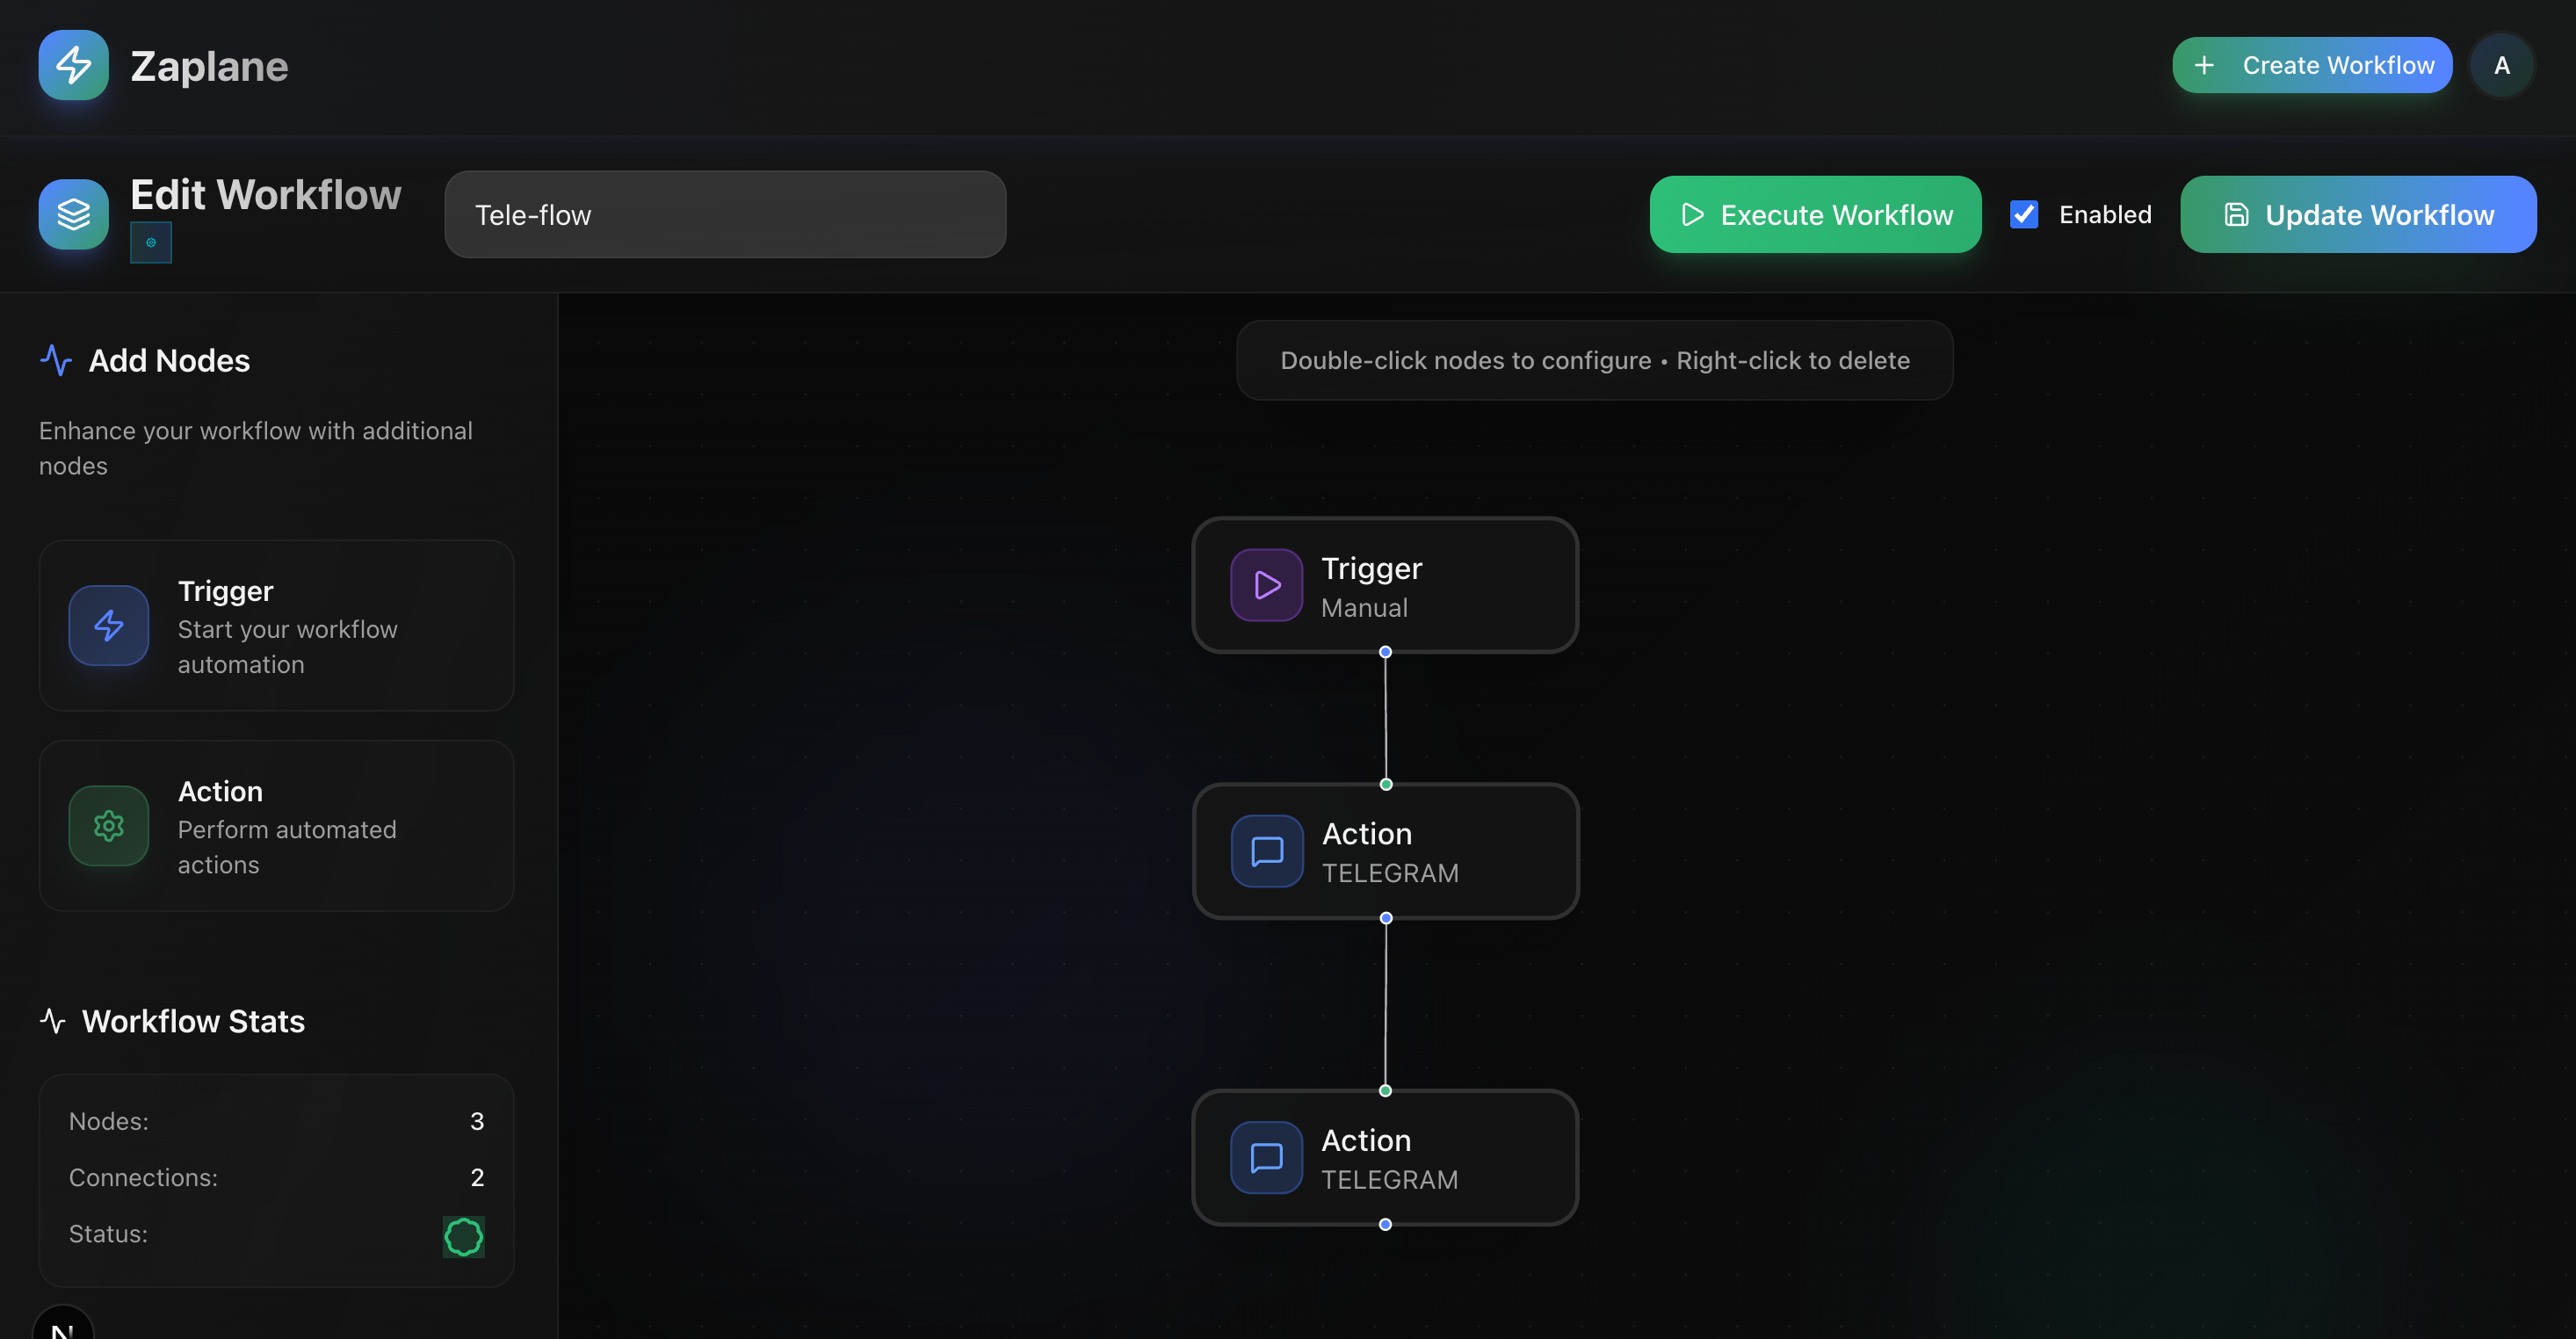 Zaplane
Create Workflow
A
Edit Workflow
Tele-flow
Execute Workflow
Enabled
Update Workflow
Add Nodes
Enhance your workflow with additional
nodes
Trigger
Start your workflow
automation
Action
Perform automated
actions
Workflow Stats
Nodes: 3
Connections: 2
Status:
N
Double-click nodes to configure • Right-click to delete
Trigger
Manual
Action
TELEGRAM
Action
TELEGRAM